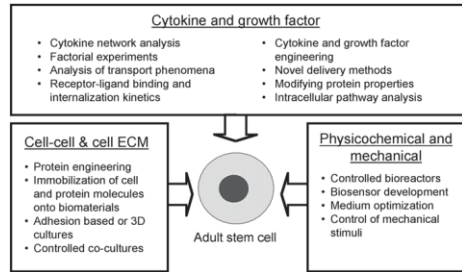 Cytokine and growth factor
• Cytokine network analysis
• Factorial experiments
• Analysis of transport phenomena
• Receptor-ligand binding and
internalization kinetics
• Cytokine and growth factor
engineering
• Novel delivery methods
• Modifying protein properties
• Intracellular pathway analysis
Cell-cell & cell ECM
• Protein engineering
• Immobilization of cell
and protein molecules
onto biomaterials
• Adhesion based or 3D
cultures
• Controlled co-cultures
Adult stem cell
Physicochemical and
mechanical
• Controlled bioreactors
• Biosensor development
• Medium optimization
• Control of mechanical
stimuli